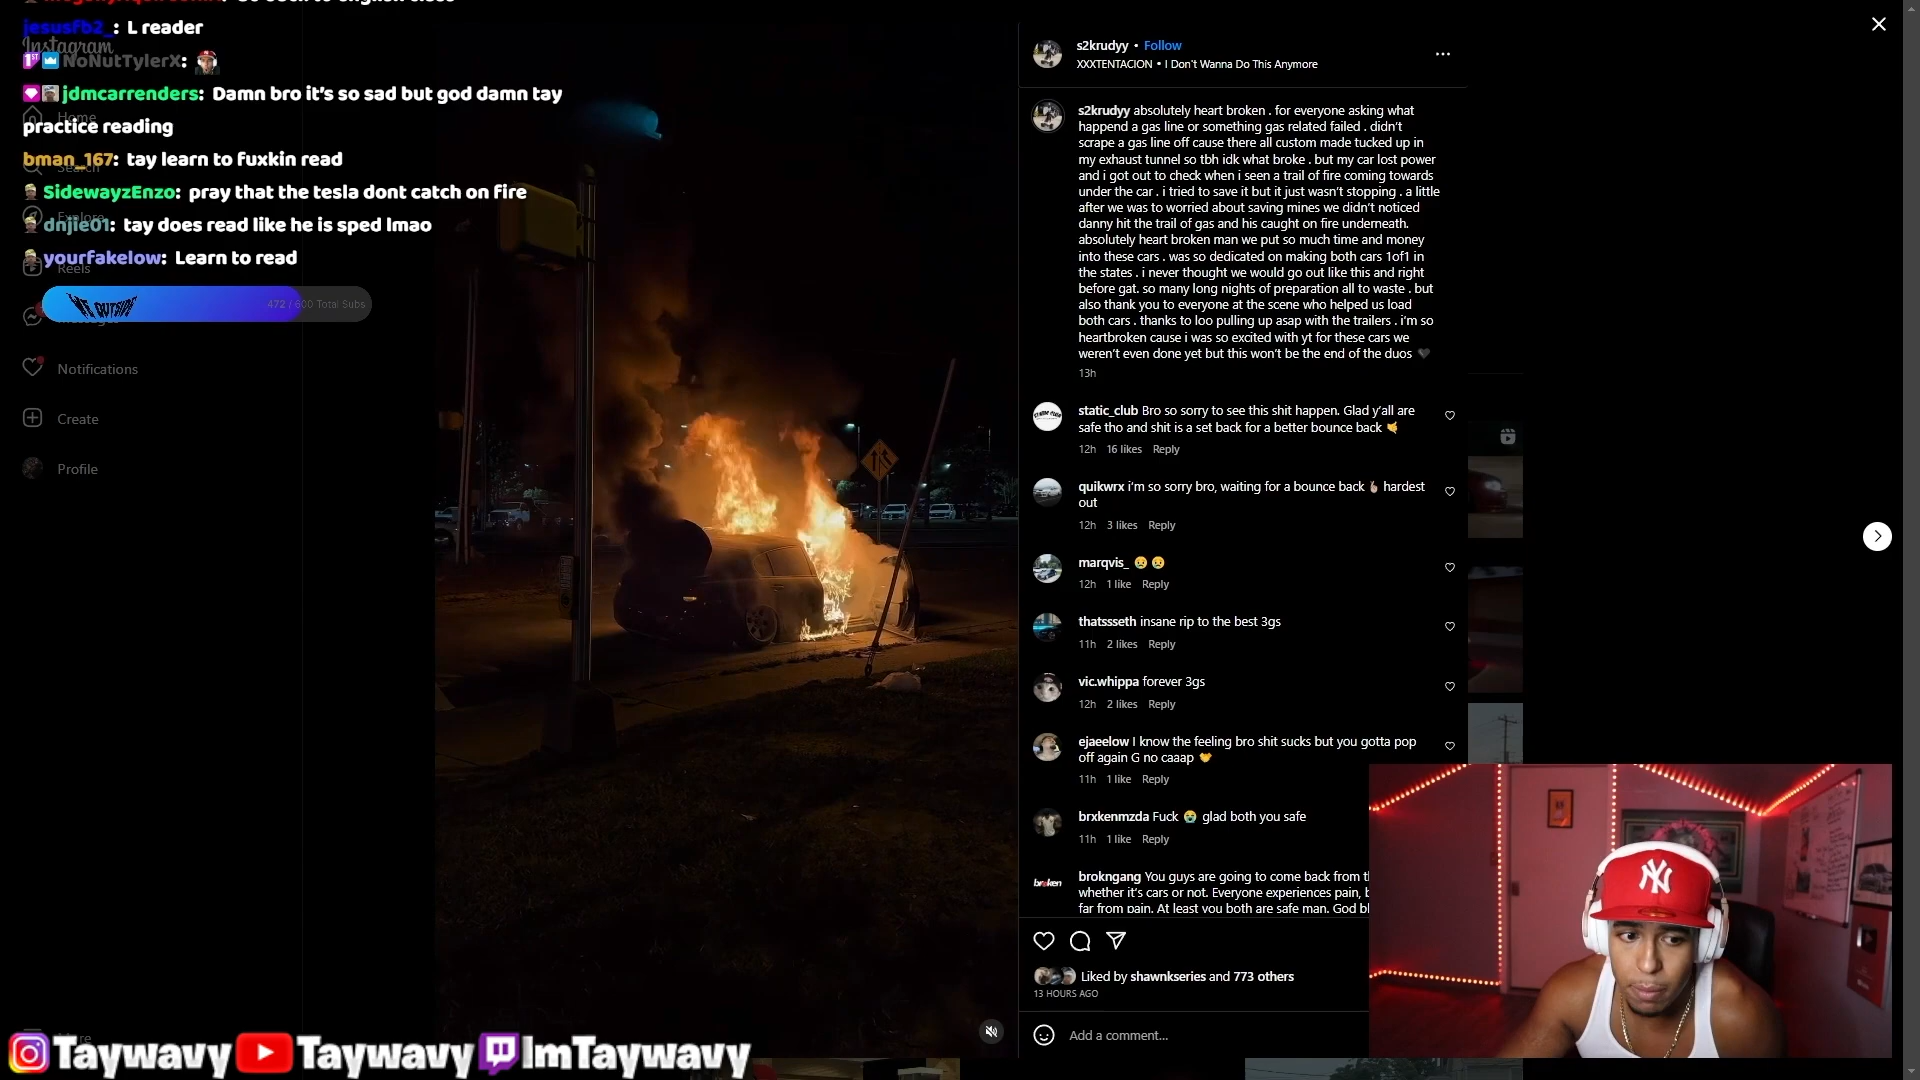 jesusfb2_: L reader
Instagram
NoNutTylerX:
jdmcarrenders: Damn bro it's so sad but god damn tay
practice reading
Home
bman_167: tay learn to fuxkin read
Search
SidewayzEnzo: pray that the tesla dont catch on fire
Explore
dnjie01: tay does read like he is sped lmao
yourfakelow: Learn to read
Reels
472 / 600 Total Subs
Notifications
Create
Profile
s2krudyy • Follow
XXXTENTACION • I Don't Wanna Do This Anymore
s2krudyy absolutely heart broken . for everyone asking what
happend a gas line or something gas related failed . didn't
scrape a gas line off cause there all custom made tucked up in
my exhaust tunnel so tbh idk what broke . but my car lost power
and i got out to check when i seen a trail of fire coming towards
under the car . i tried to save it but it just wasn't stopping . a little
after we was to worried about saving mines we didn't noticed
danny hit the trail of gas and his caught on fire underneath.
absolutely heart broken man we put so much time and money
into these cars . was so dedicated on making both cars 1of1 in
the states . i never thought we would go out like this and right
before gat. so many long nights of preparation all to waste . but
also thank you to everyone at the scene who helped us load
both cars . thanks to loo pulling up asap with the trailers . i'm so
heartbroken cause i was so excited with yt for these cars we
weren't even done yet but this won't be the end of the duos 🖤
13h
static_club Bro so sorry to see this shit happen. Glad y'all are
safe tho and shit is a set back for a better bounce back 🤙
12h 16 likes Reply
quikwrx i'm so sorry bro, waiting for a bounce back 🤞🏼 hardest
out
12h 3 likes Reply
marqvis_ 😢 😢
12h 1 like Reply
thatssseth insane rip to the best 3gs
11h 2 likes Reply
vic.whippa forever 3gs
12h 2 likes Reply
ejaeelow I know the feeling bro shit sucks but you gotta pop
off again G no caaap
11h 1 like Reply
brxkenmzda Fuck 😭 glad both you safe
11h 1 like Reply
broken
brokngang You guys are going to come back from
whether it's cars or not. Everyone experiences pain,
far from pain. At least you both are safe man. God
Liked by shawnkseries and 773 others
13 HOURS AGO
Add a comment...
NY
Taywavy Taywavy ImTaywavy